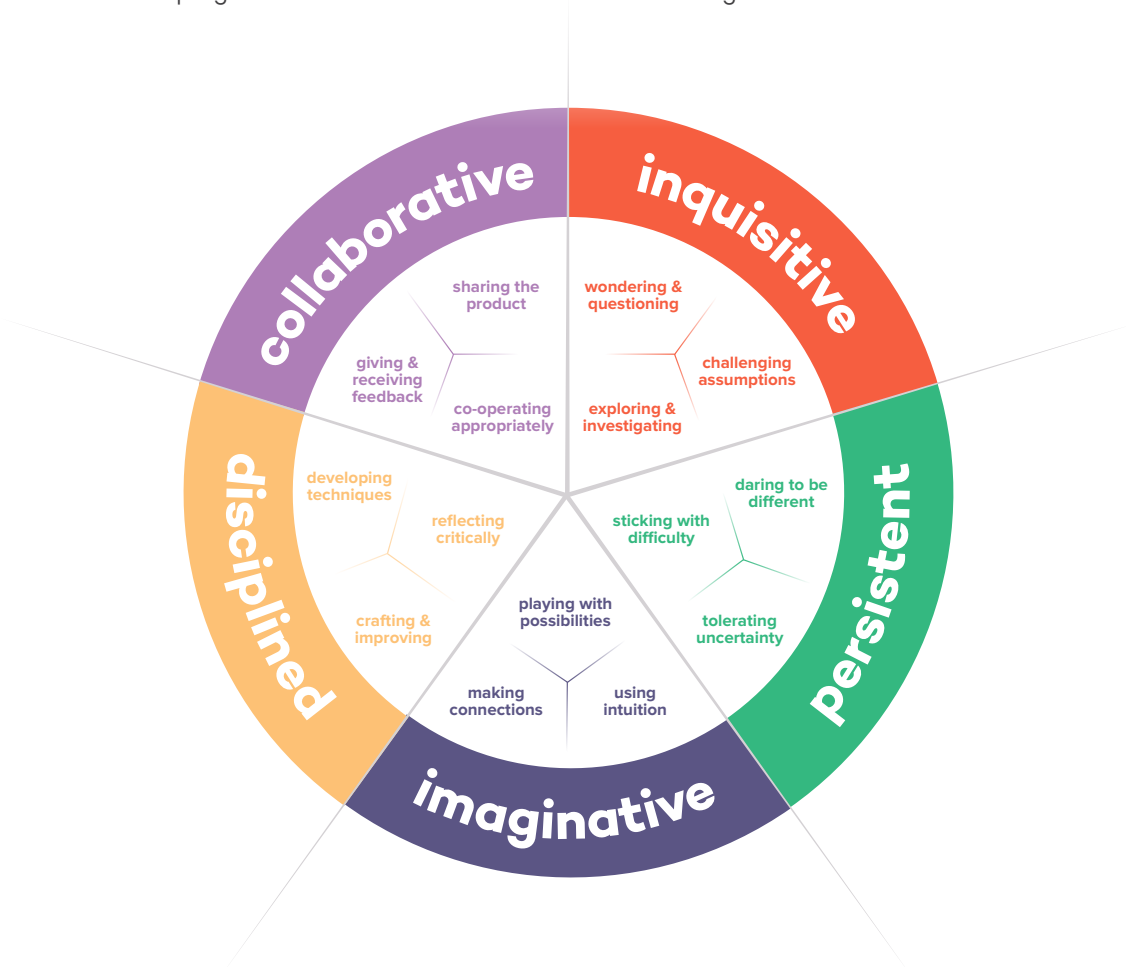 collaborative
sharing the
product
giving &
receiving
feedback
co-operating
appropriately
inquisitive
wondering &
questioning
challenging
assumptions
exploring &
investigating
persistent
daring to be
different
sticking with
difficulty
tolerating
uncertainty
imaginative
playing with
possibilities
making
connections
using
intuition
disciplined
developing
techniques
reflecting
critically
crafting &
improving